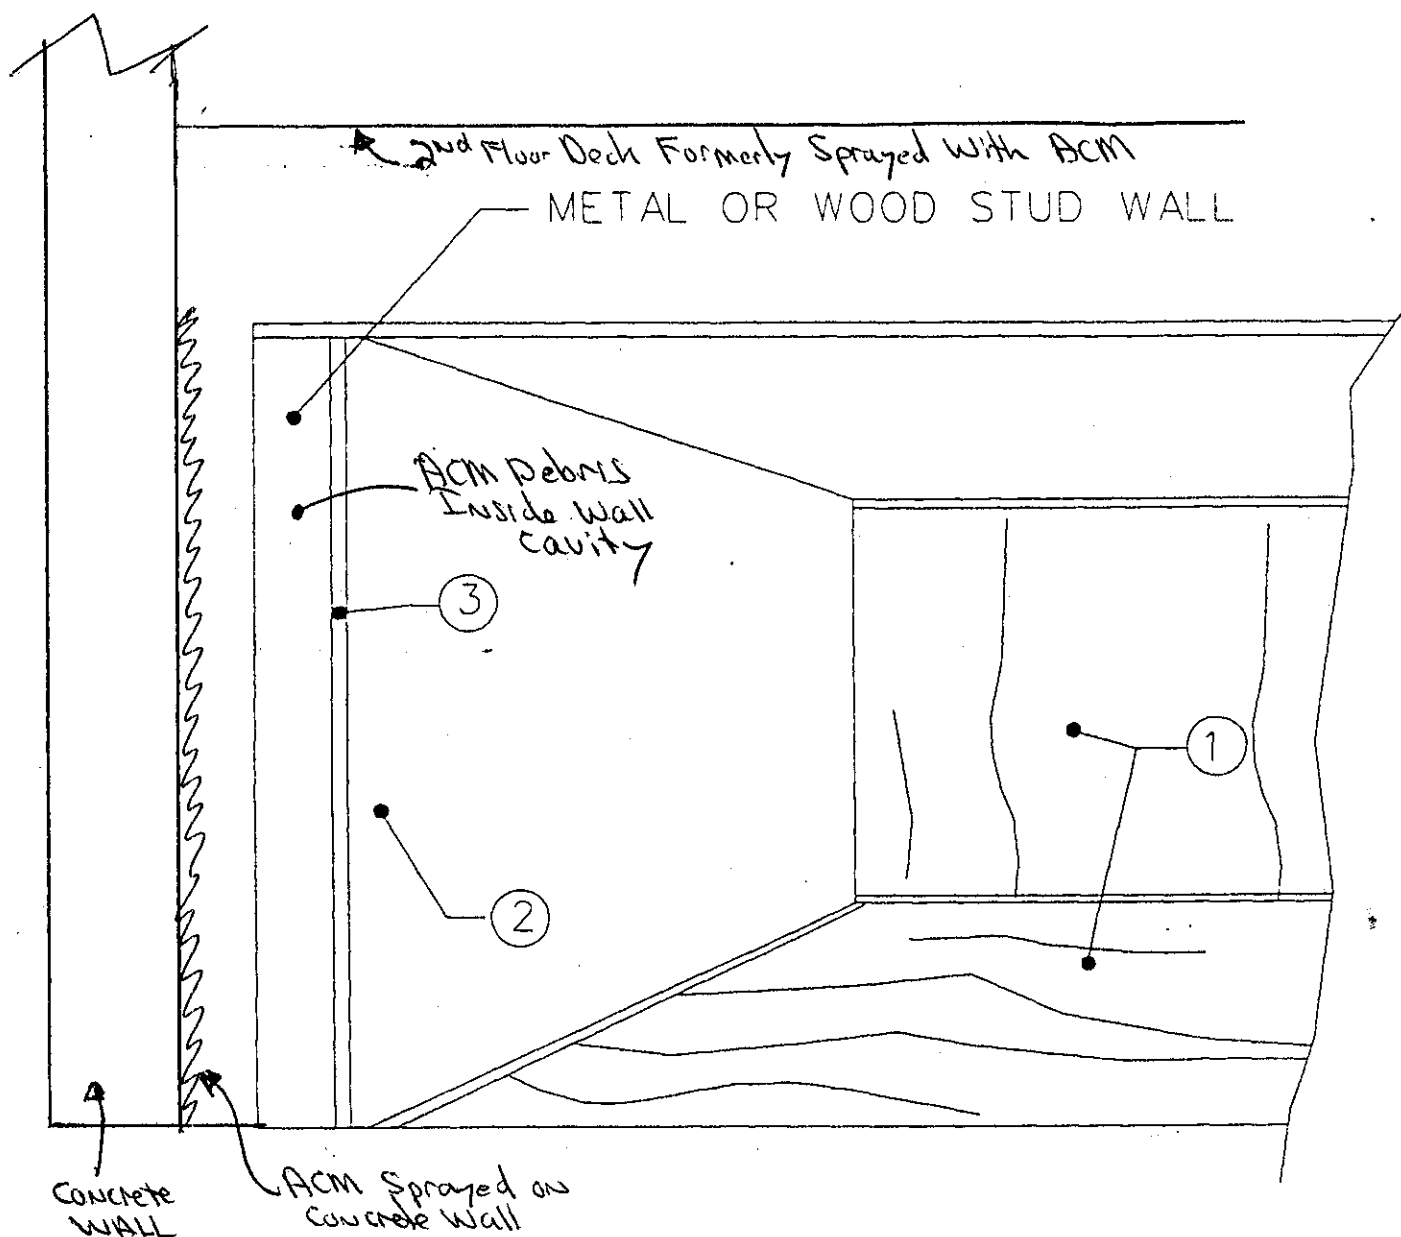 2nd Floor Deck Formerly Sprayed With ACM
METAL OR WOOD STUD WALL
ACM Debris
Inside Wall
Cavity
3
1
2
Concrete
WALL
ACM Sprayed on
Concrete Wall